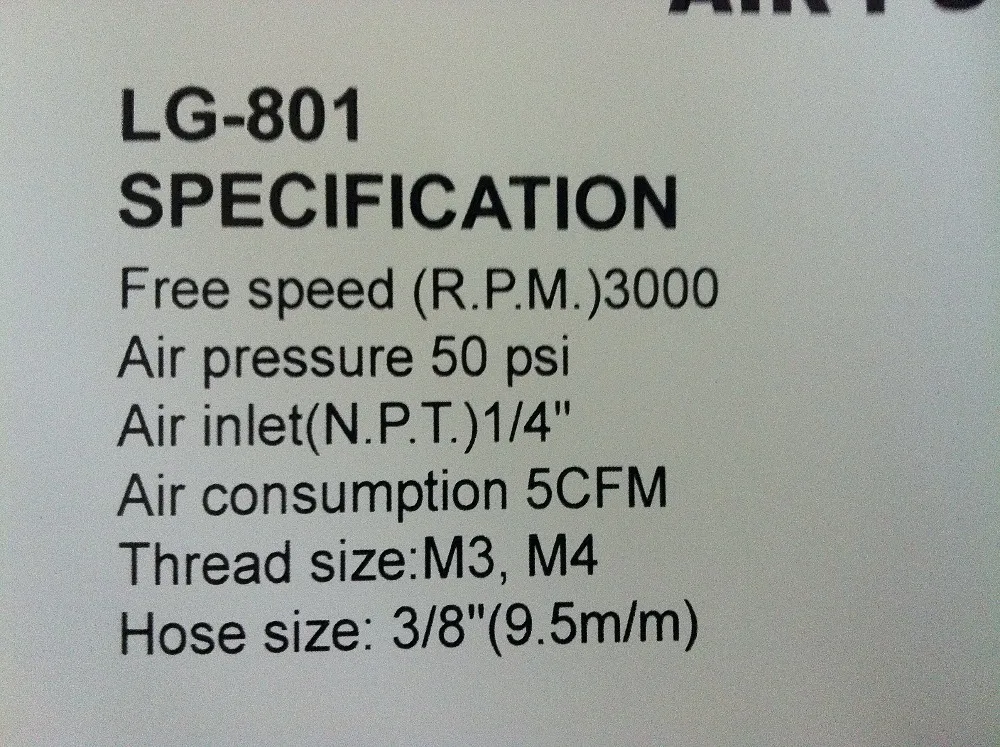 AIR
LG-801
SPECIFICATION
Free speed (R.P.M.)3000
Air pressure 50 psi
Air inlet(N.P.T.)1/4"
Air consumption 5CFM
Thread size:M3, M4
Hose size: 3/8"(9.5m/m)